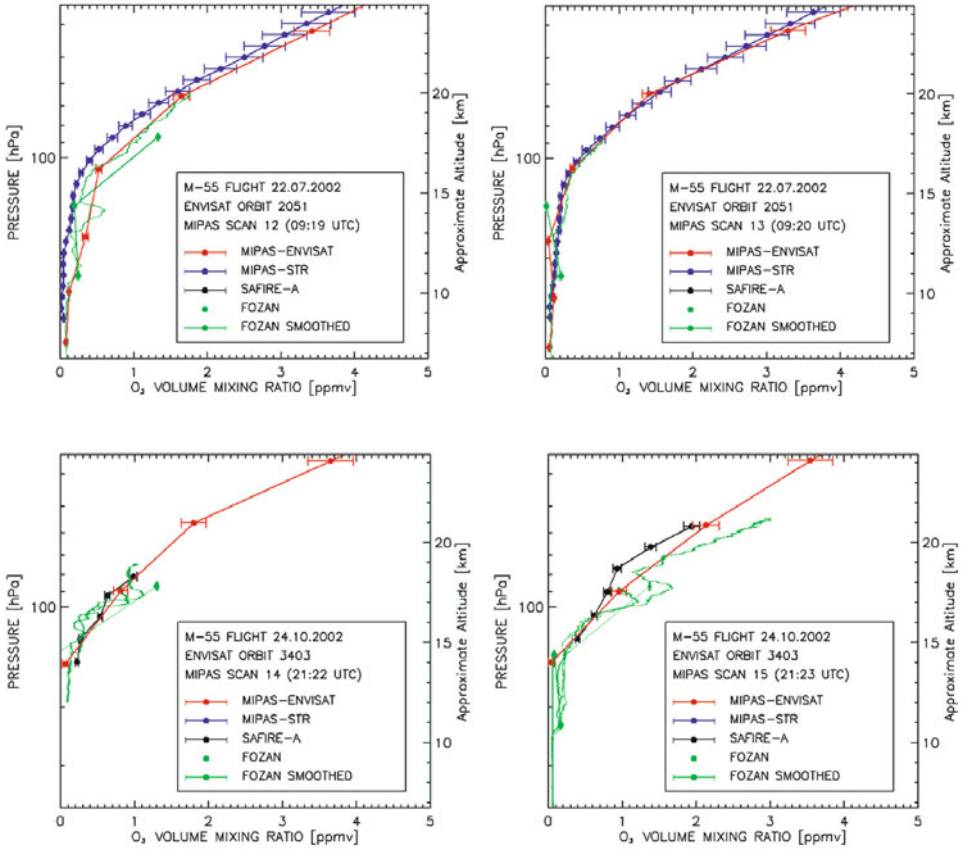 PRESSURE [hPa]
100
M-55 FLIGHT 22.07.2002
ENVISAT ORBIT 2051
MIPAS SCAN 12 (09:19 UTC)
MIPAS-ENVISAT
MIPAS-STR
SAFIRE-A
FOZAN
FOZAN SMOOTHED
20
15
10
Approximate Altitude [km]
0 1 2 3 4 5
O₃ VOLUME MIXING RATIO [ppmv]
PRESSURE [hPa]
100
M-55 FLIGHT 22.07.2002
ENVISAT ORBIT 2051
MIPAS SCAN 13 (09:20 UTC)
MIPAS-ENVISAT
MIPAS-STR
SAFIRE-A
FOZAN
FOZAN SMOOTHED
20
15
10
Approximate Altitude [km]
0 1 2 3 4 5
O₃ VOLUME MIXING RATIO [ppmv]
PRESSURE [hPa]
100
M-55 FLIGHT 24.10.2002
ENVISAT ORBIT 3403
MIPAS SCAN 14 (21:22 UTC)
MIPAS-ENVISAT
MIPAS-STR
SAFIRE-A
FOZAN
FOZAN SMOOTHED
20
15
10
Approximate Altitude [km]
0 1 2 3 4 5
O₃ VOLUME MIXING RATIO [ppmv]
PRESSURE [hPa]
100
M-55 FLIGHT 24.10.2002
ENVISAT ORBIT 3403
MIPAS SCAN 15 (21:23 UTC)
MIPAS-ENVISAT
MIPAS-STR
SAFIRE-A
FOZAN
FOZAN SMOOTHED
20
15
10
Approximate Altitude [km]
0 1 2 3 4 5
O₃ VOLUME MIXING RATIO [ppmv]